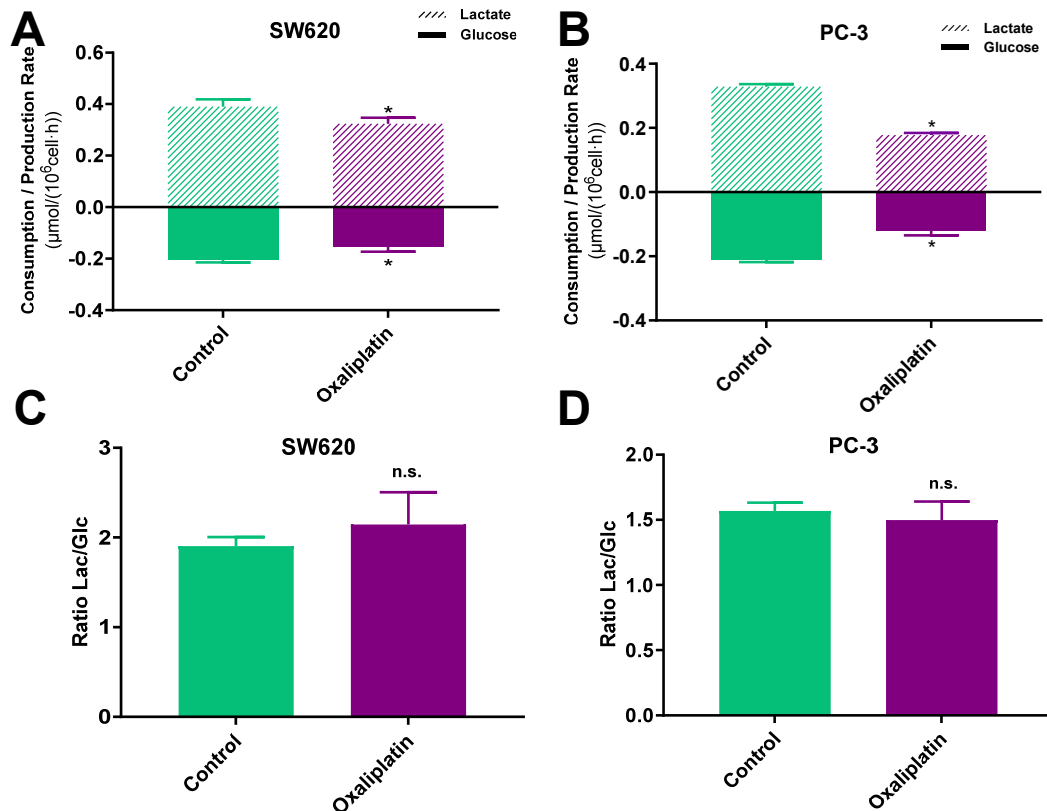 A
SW620
Lactate
Glucose
Consumption / Production Rate
(µmol/(10⁶cell·h))
0.6
0.4
0.2
0.0
-0.2
-0.4
*
*
Control
Oxaliplatin
B
PC-3
Lactate
Glucose
Consumption / Production Rate
(µmol/(10⁶cell·h))
0.4
0.2
0.0
-0.2
-0.4
*
*
Control
Oxaliplatin
C
SW620
Ratio Lac/Glc
3
2
1
0
n.s.
Control
Oxaliplatin
D
PC-3
Ratio Lac/Glc
2.0
1.5
1.0
0.5
0.0
n.s.
Control
Oxaliplatin